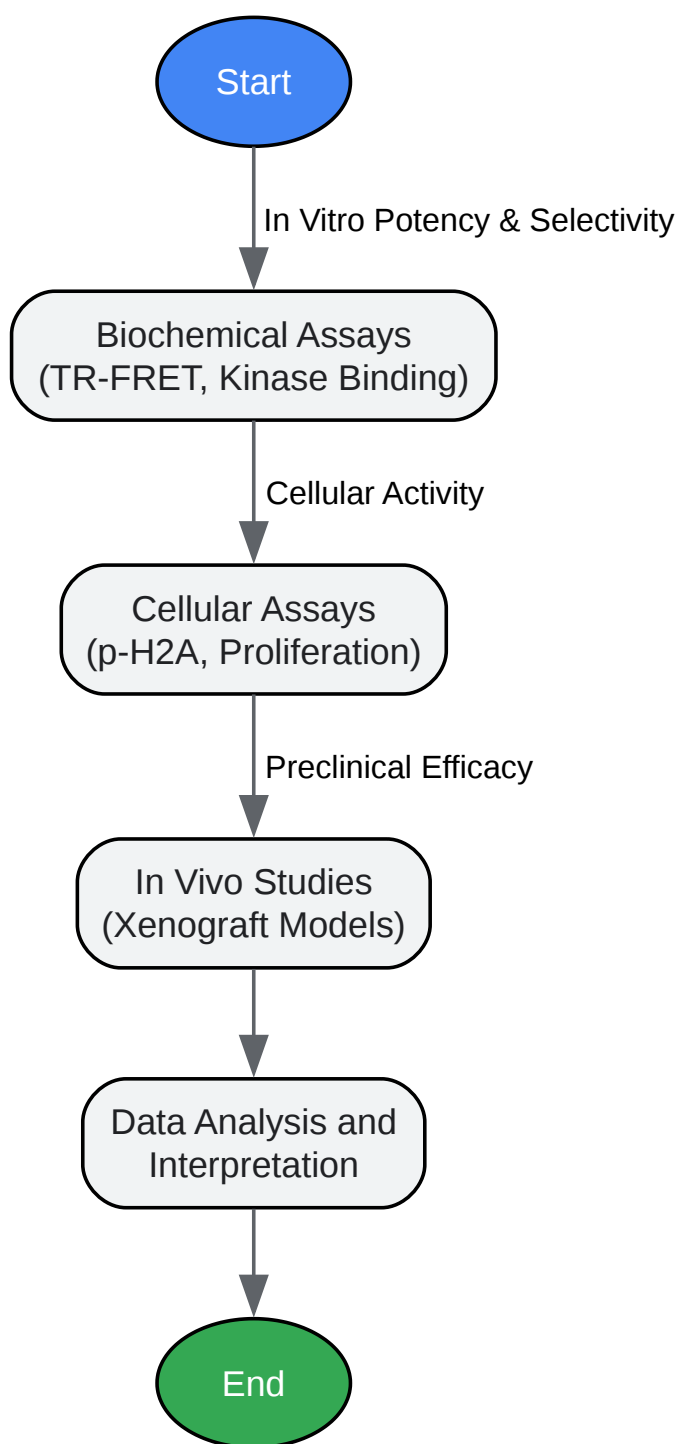 Start
In Vitro Potency & Selectivity
Biochemical Assays
(TR-FRET, Kinase Binding)
Cellular Activity
Cellular Assays
(p-H2A, Proliferation)
Preclinical Efficacy
In Vivo Studies
(Xenograft Models)
Data Analysis and
Interpretation
End